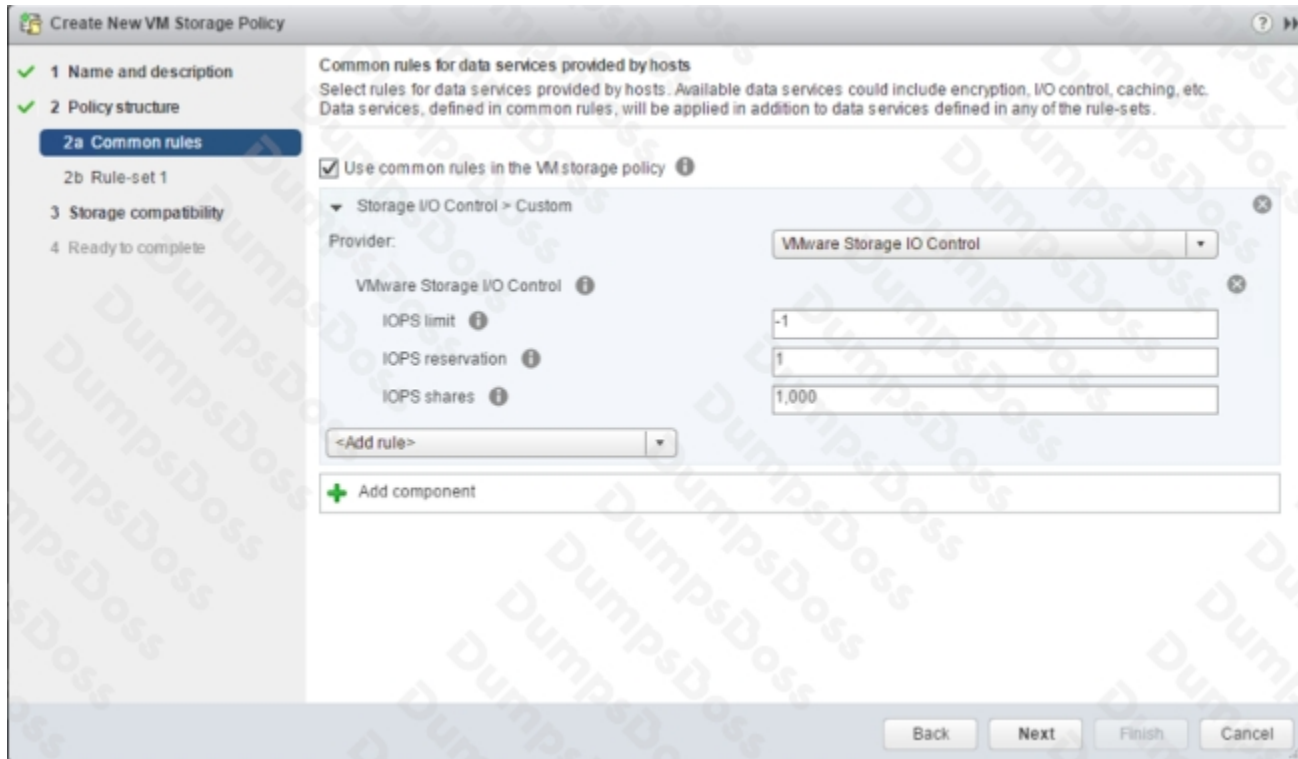 Create New VM Storage Policy
1 Name and description
2 Policy structure
2a Common rules
2b Rule-set 1
3 Storage compatibility
4 Ready to complete
Common rules for data services provided by hosts
Select rules for data services provided by hosts. Available data services could include encryption, I/O control, caching, etc.
Data services, defined in common rules, will be applied in addition to data services defined in any of the rule-sets.
Use common rules in the VM storage policy
Storage I/O Control > Custom
Provider:
VMware Storage IO Control
VMware Storage I/O Control
IOPS limit
-1
IOPS reservation
1
IOPS shares
1,000
<Add rule>
Add component
Back
Next
Finish
Cancel
DumpsDoss